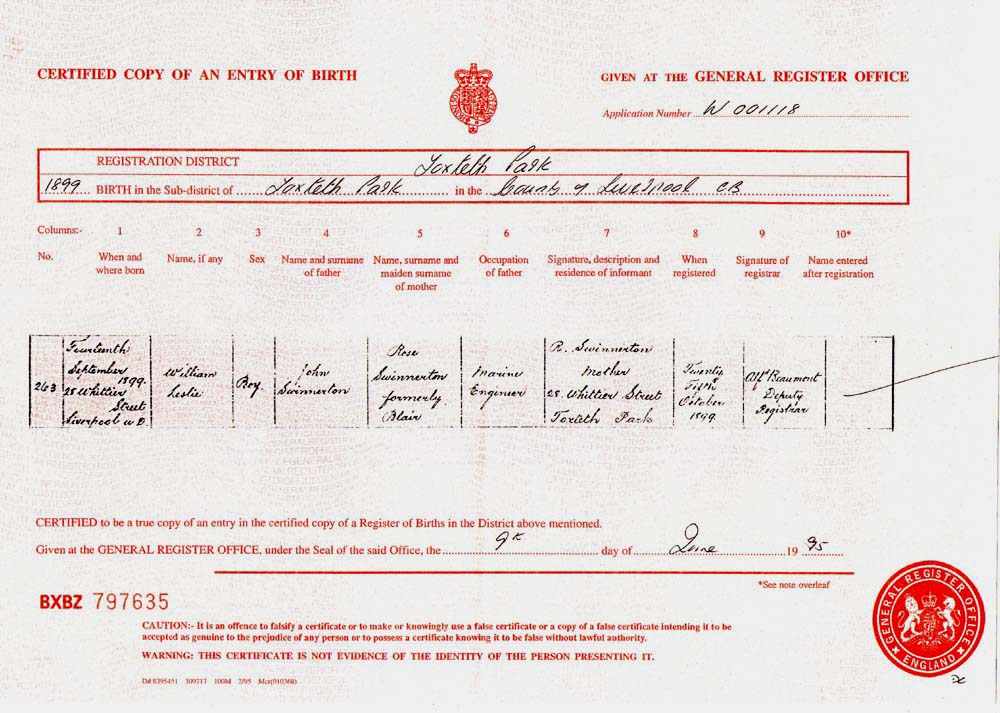 CERTIFIED COPY OF AN ENTRY OF BIRTH
GIVEN AT THE GENERAL REGISTER OFFICE
Application Number W 001118
REGISTRATION DISTRICT Toxteth Park
1899 BIRTH in the Sub-district of Toxteth Park in the County of Liverpool CB
Columns:- 1 2 3 4 5 6 7 8 9 10*
No. When and where born Name, if any Sex Name and surname of father Name, surname and maiden surname of mother Occupation of father Signature, description and residence of informant When registered Signature of registrar Name entered after registration
263
Fourteenth
September
1899
28 Whittier
Street
Liverpool U D
William
Leslie
Boy
John
Swinnerton
Rose
Swinnerton
formerly
Blair
Marine
Engineer
R. Swinnerton
Mother
28 Whittier Street
Toxteth Park
Twenty
Fifth
October
1899
Alfd Beaumont
Deputy
Registrar
CERTIFIED to be a true copy of an entry in the certified copy of a Register of Births in the District above mentioned.
Given at the GENERAL REGISTER OFFICE, under the Seal of the said Office, the 9th day of June 1995
*See note overleaf
BXBZ 797635
CAUTION:- It is an offence to falsify a certificate or to make or knowingly use a false certificate or a copy of a false certificate intending it to be
accepted as genuine to the prejudice of any person or to possess a certificate knowing it to be false without lawful authority.
WARNING: THIS CERTIFICATE IS NOT EVIDENCE OF THE IDENTITY OF THE PERSON PRESENTING IT.
Dd 8395451 309717 100M 2/95 Mcr(010368)
GENERAL REGISTER OFFICE
ENGLAND